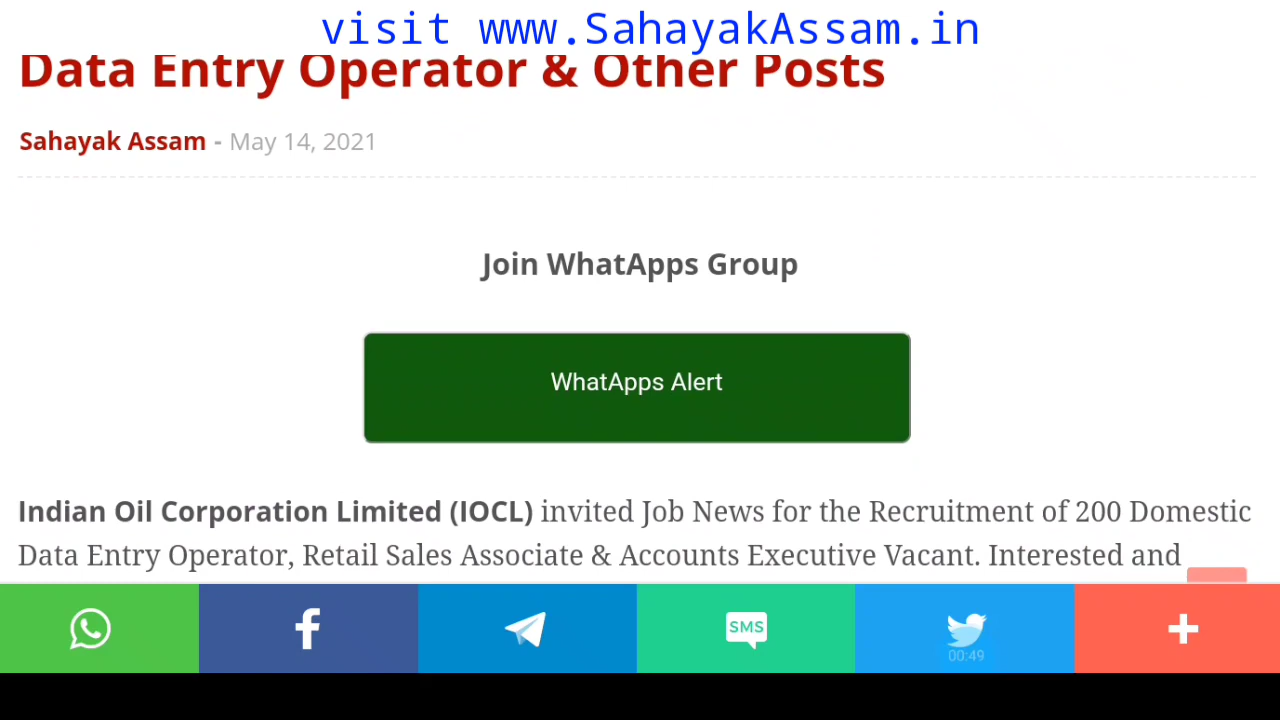 visit www.SahayakAssam.in
Data Entry Operator & Other Posts
Sahayak Assam - May 14, 2021
Join WhatApps Group
WhatApps Alert
Indian Oil Corporation Limited (IOCL) invited Job News for the Recruitment of 200 Domestic
Data Entry Operator, Retail Sales Associate & Accounts Executive Vacant. Interested and
SMS
00:49